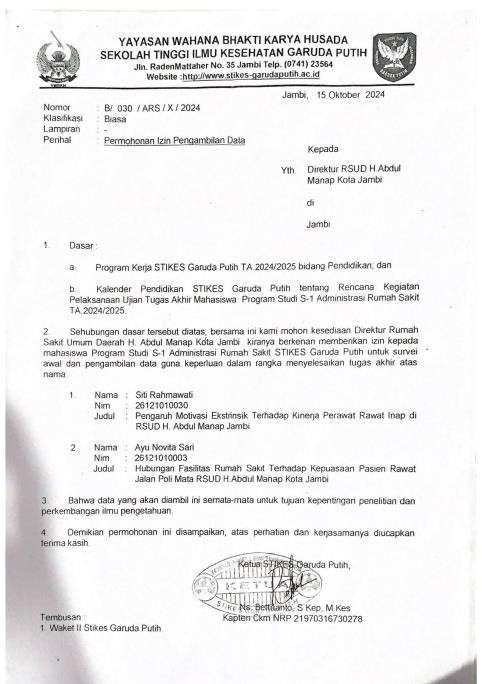 YAYASAN WAHANA BHAKTI KARYA HUSADA
SEKOLAH TINGGI ILMU KESEHATAN GARUDA PUTIH
Jln. RadenMattaher No. 35 Jambi Telp. (0741) 23564
Website :http://www.stikes-garudaputih.ac.id
Jambi, 15 Oktober 2024
Nomor : B/ 030 / ARS / X / 2024
Klasifikasi : Biasa
Lampiran : -
Perihal : Permohonan Izin Pengambilan Data
Kepada
Yth. Direktur RSUD H.Abdul
Manap Kota Jambi
di
Jambi
1. Dasar :
a. Program Kerja STIKES Garuda Putih TA 2024/2025 bidang Pendidikan; dan
b. Kalender Pendidikan STIKES Garuda Putih tentang Rencana Kegiatan
Pelaksanaan Ujian Tugas Akhir Mahasiswa Program Studi S-1 Administrasi Rumah Sakit
TA.2024/2025.
2. Sehubungan dasar tersebut diatas, bersama ini kami mohon kesediaan Direktur Rumah
Sakit Umum Daerah H. Abdul Manap Kota Jambi kiranya berkenan memberikan izin kepada
mahasiswa Program Studi S-1 Administrasi Rumah Sakit STIKES Garuda Putih untuk survei
awal dan pengambilan data guna keperluan dalam rangka menyelesaikan tugas akhir atas
nama:
1. Nama : Siti Rahmawati
Nim : 26121010030
Judul : Pengaruh Motivasi Ekstrinsik Terhadap Kinerja Perawat Rawat Inap di
RSUD H. Abdul Manap Jambi
2. Nama : Ayu Novita Sari
Nim : 26121010003
Judul : Hubungan Fasilitas Rumah Sakit Terhadap Kepuasaan Pasien Rawat
Jalan Poli Mata RSUD H.Abdul Manap Kota Jambi
3. Bahwa data yang akan diambil ini semata-mata untuk tujuan kepentingan penelitian dan
perkembangan ilmu pengetahuan.
4. Demikian permohonan ini disampaikan, atas perhatian dan kerjasamanya diucapkan
terima kasih.
Ketua STIKES Garuda Putih,
KETUA
Ns. S.Kep, M.Kes
Kapten Ckm NRP 21970316730278
Tembusan :
1. Waket II Stikes Garuda Putih